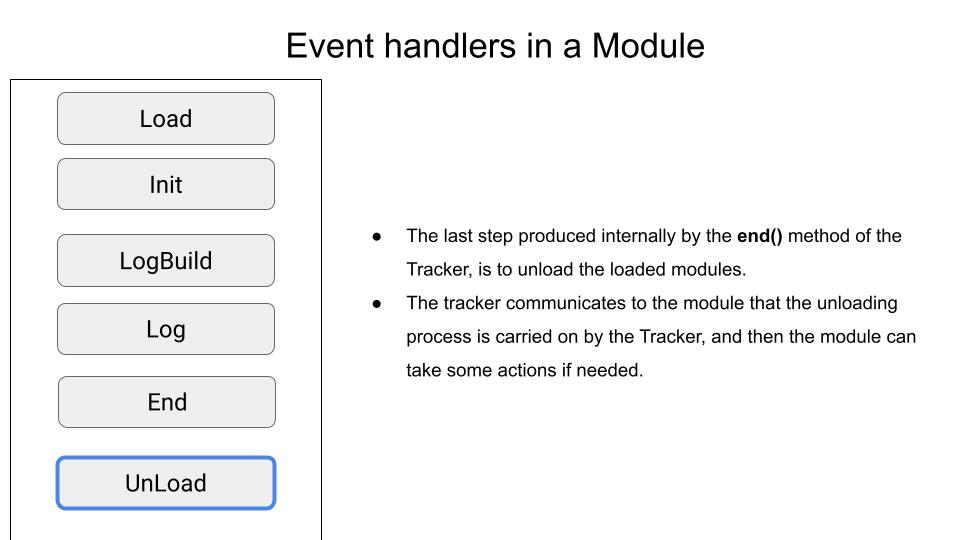 Event handlers in a Module
Load
Init
LogBuild
Log
End
UnLoad
● The last step produced internally by the end() method of the
Tracker, is to unload the loaded modules.
● The tracker communicates to the module that the unloading
process is carried on by the Tracker, and then the module can
take some actions if needed.